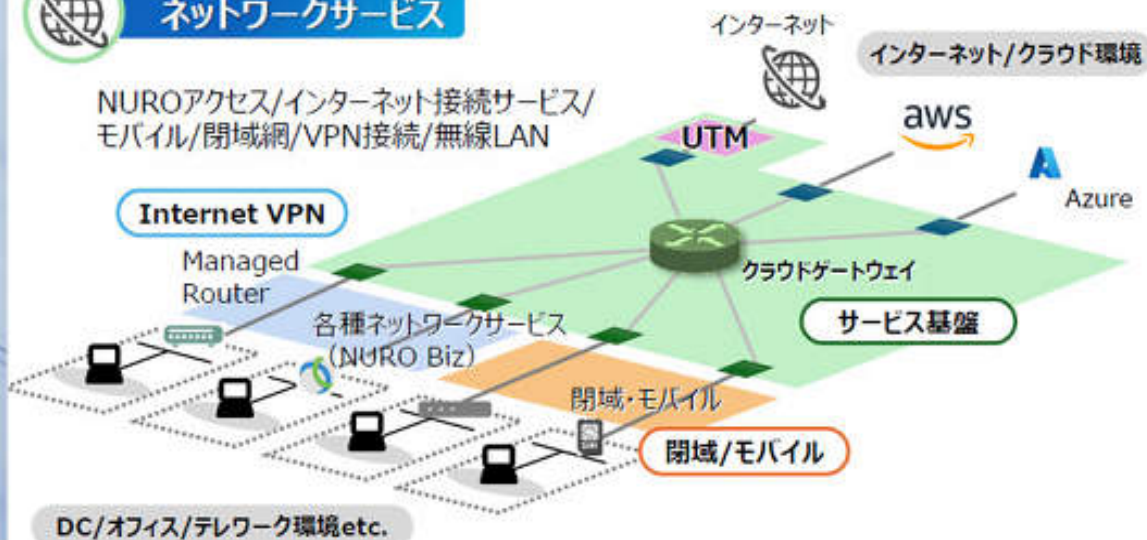 ネットワークサービス
NUROアクセス/インターネット接続サービス/
モバイル/閉域網/VPN接続/無線LAN
インターネット
インターネット/クラウド環境
UTM
aws
Azure
Internet VPN
Managed
Router
クラウドゲートウェイ
サービス基盤
各種ネットワークサービス
（NURO Biz）
閉域・モバイル
閉域/モバイル
DC/オフィス/テレワーク環境etc.